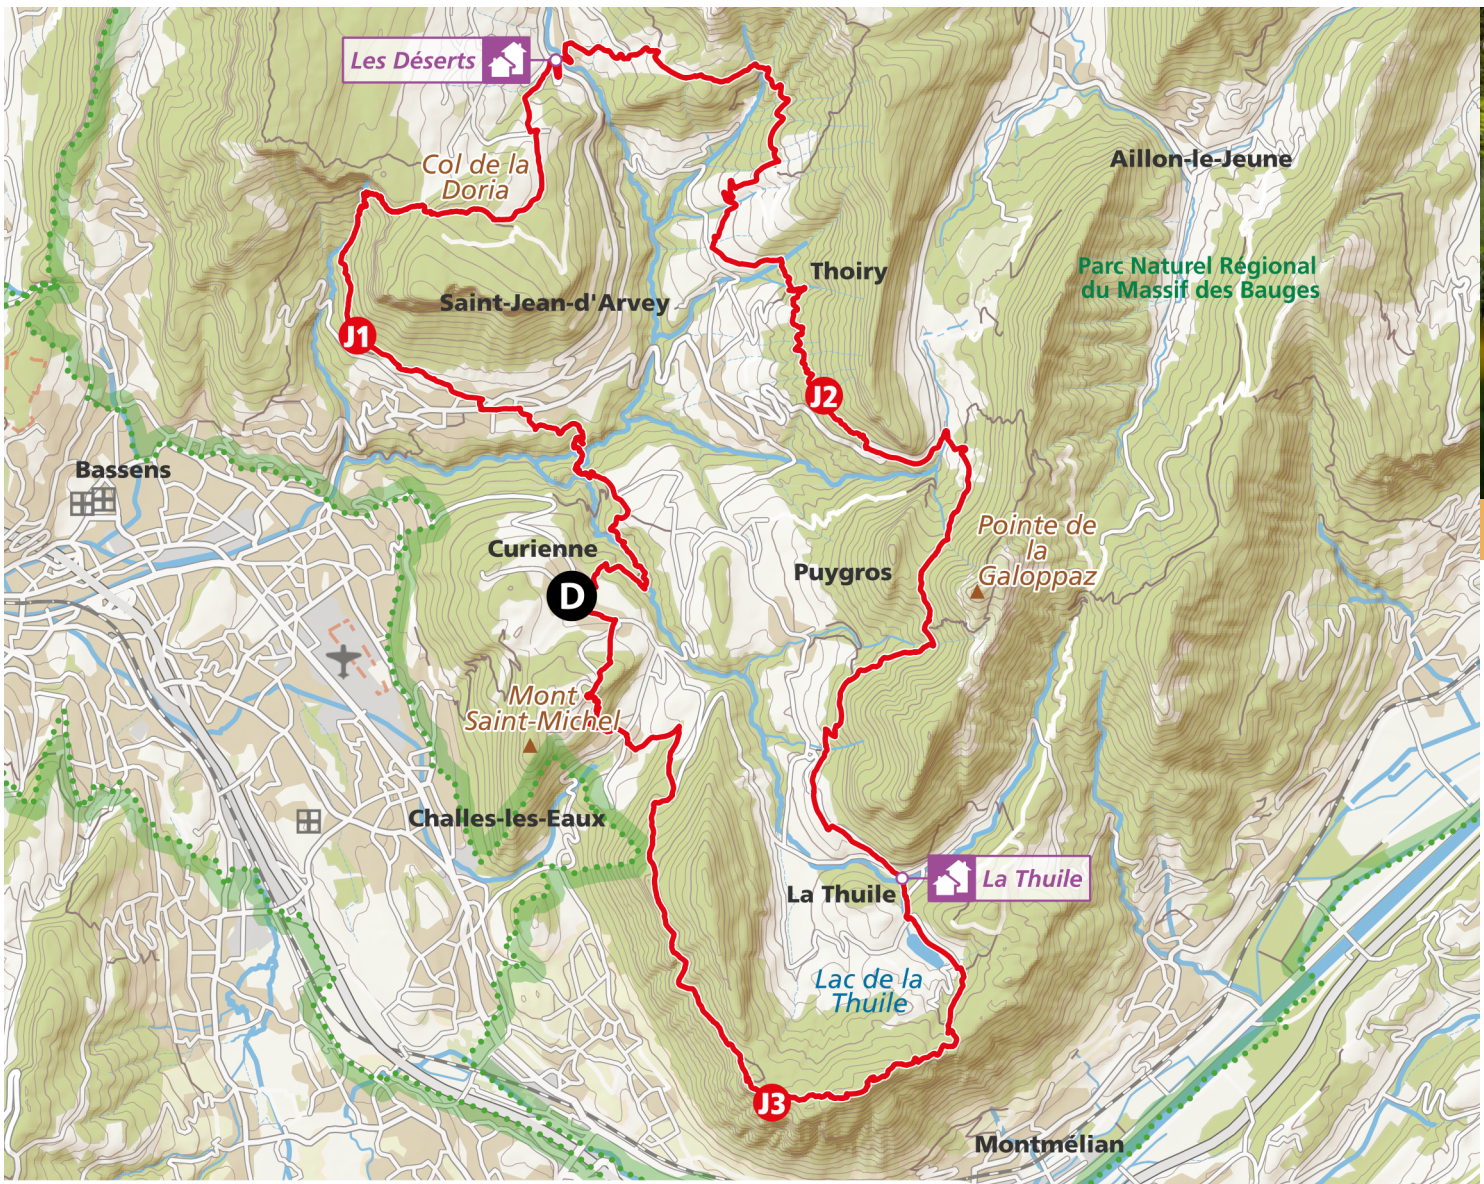 Les Déserts
Col de la
Doria
Aillon-le-Jeune
Parc Naturel Régional
du Massif des Bauges
Thoiry
Saint-Jean-d'Arvey
J1
J2
Bassens
Pointe de
la
Galoppaz
Curienne
D
Puygros
Mont
Saint-Michel
Challes-les-Eaux
La Thuile
La Thuile
Lac de la
Thuile
J3
Montmélian